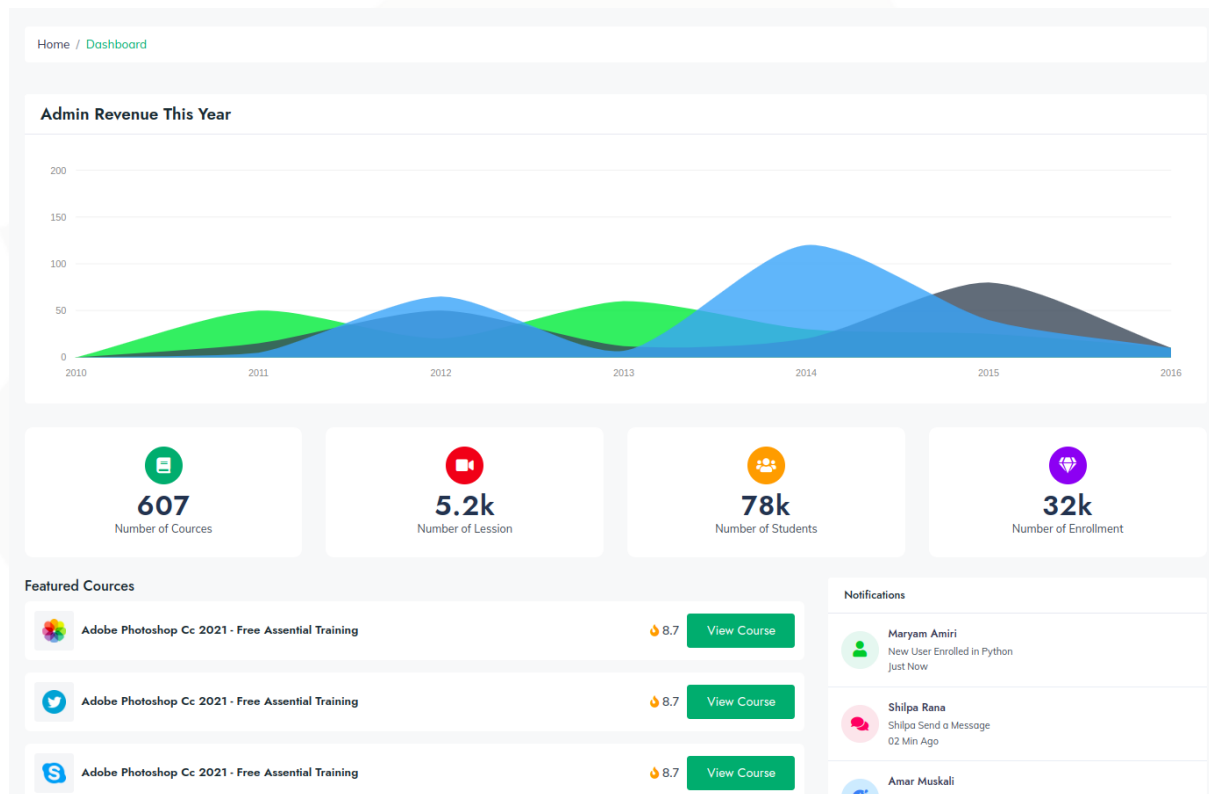 Home / Dashboard
Admin Revenue This Year
200
150
100
50
0
2010 2011 2012 2013 2014 2015 2016
607
Number of Cources
5.2k
Number of Lession
78k
Number of Students
32k
Number of Enrollment
Featured Cources
Adobe Photoshop Cc 2021 - Free Assential Training 8.7 View Course
Adobe Photoshop Cc 2021 - Free Assential Training 8.7 View Course
Adobe Photoshop Cc 2021 - Free Assential Training 8.7 View Course
Notifications
Maryam Amiri
New User Enrolled in Python
Just Now
Shilpa Rana
Shilpa Send a Message
02 Min Ago
Amar Muskali